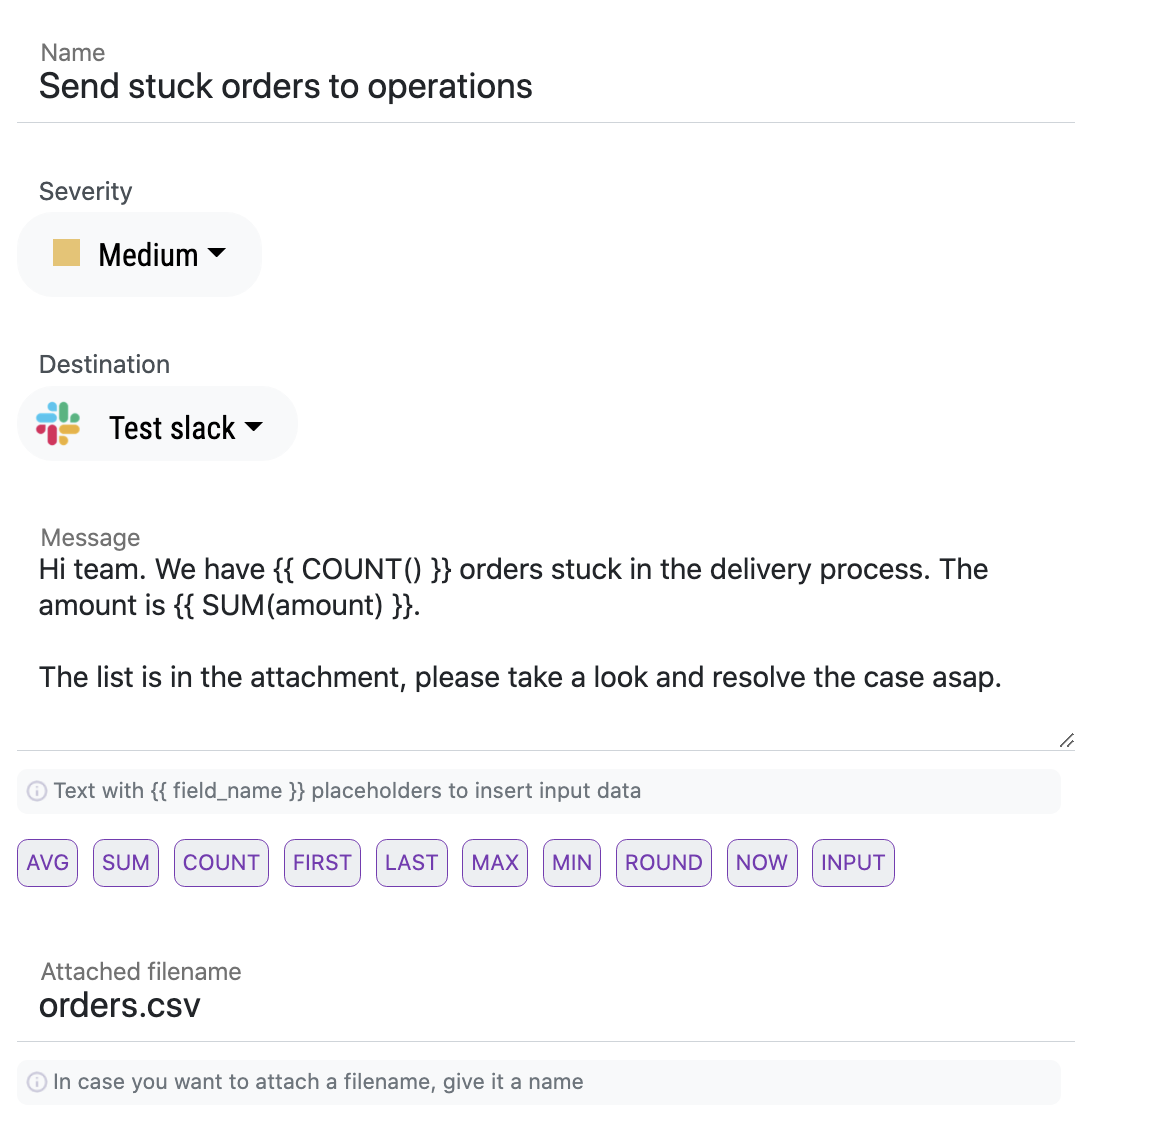 Name
Send stuck orders to operations
Severity
Medium
Destination
Test slack
Message
Hi team. We have {{ COUNT() }} orders stuck in the delivery process. The
amount is {{ SUM(amount) }}.
The list is in the attachment, please take a look and resolve the case asap.
Text with {{ field_name }} placeholders to insert input data
AVG SUM COUNT FIRST LAST MAX MIN ROUND NOW INPUT
Attached filename
orders.csv
In case you want to attach a filename, give it a name